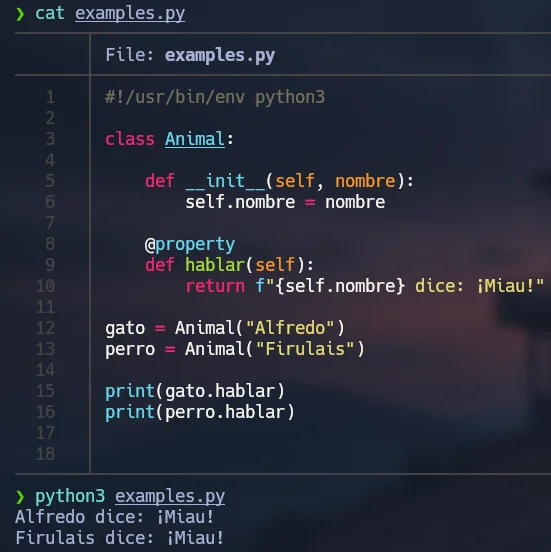 ❯ cat examples.py
File: examples.py
1 #!/usr/bin/env python3
2
3 class Animal:
4
5     def __init__(self, nombre):
6         self.nombre = nombre
7
8     @property
9     def hablar(self):
10         return f"{self.nombre} dice: ¡Miau!"
11
12 gato = Animal("Alfredo")
13 perro = Animal("Firulais")
14
15 print(gato.hablar)
16 print(perro.hablar)
17
18
❯ python3 examples.py
Alfredo dice: ¡Miau!
Firulais dice: ¡Miau!